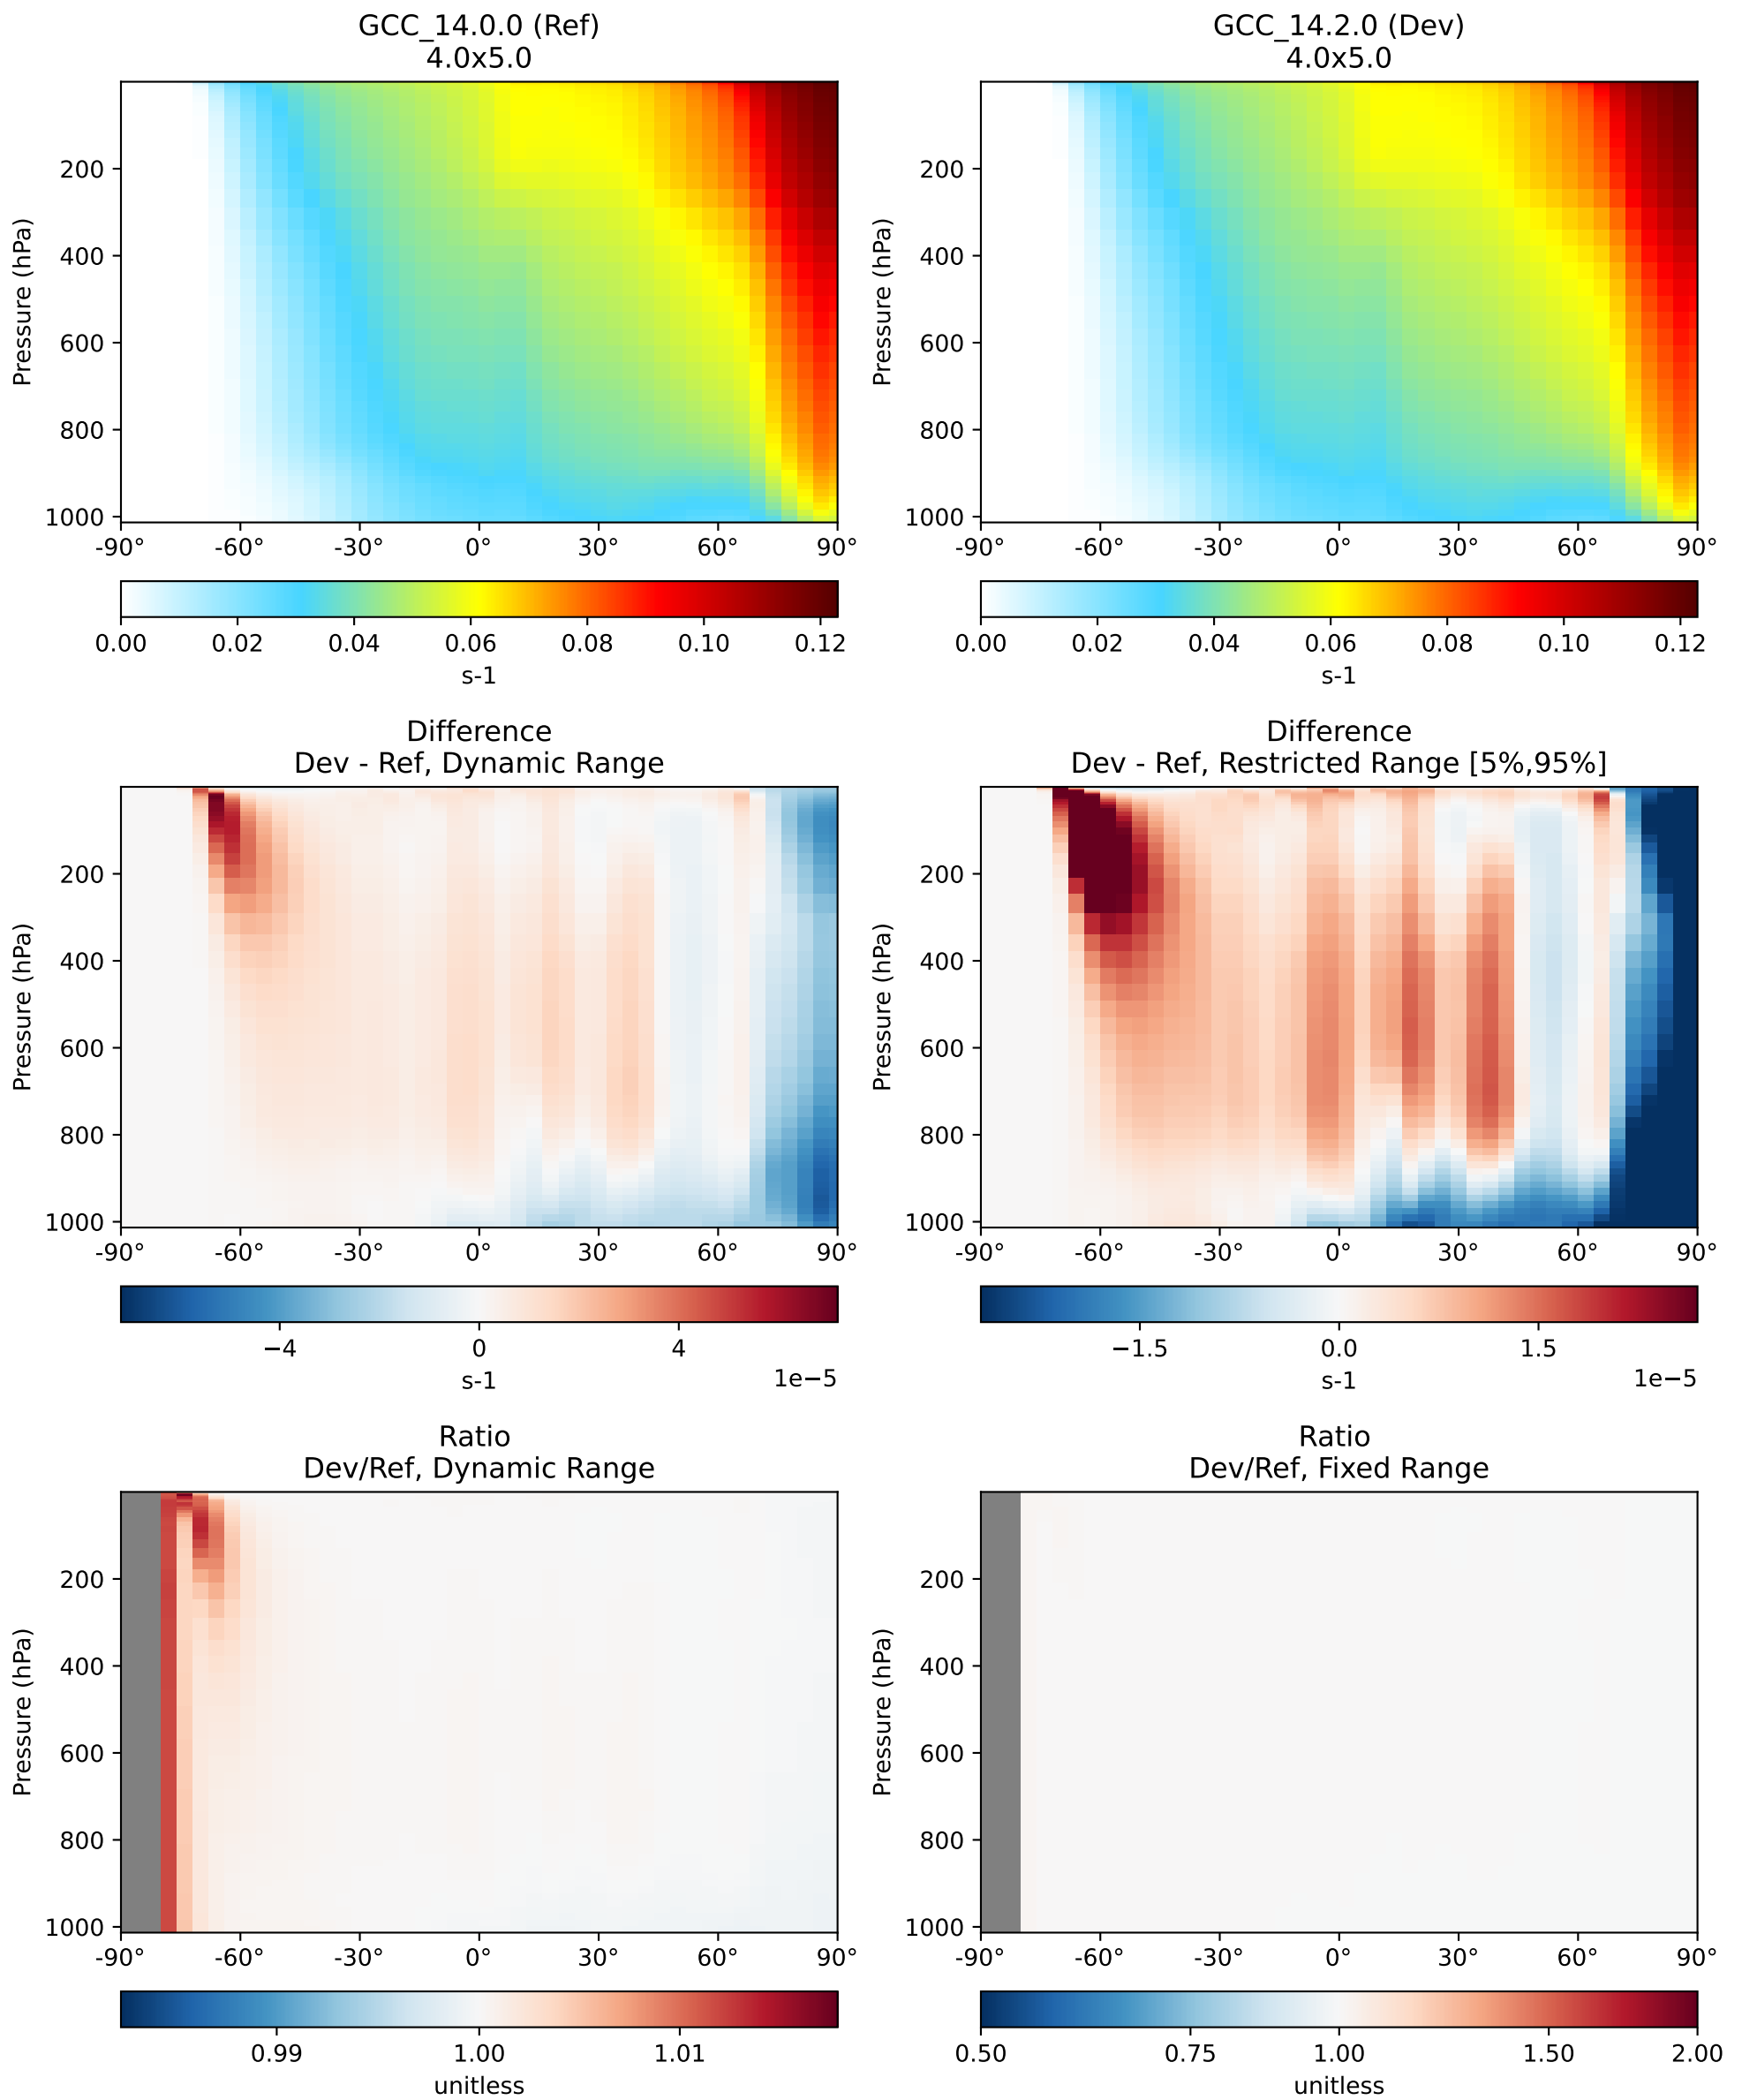 GCC_14.0.0 (Ref)
4.0x5.0
Pressure (hPa)
200
400
600
800
1000
-90° -60° -30° 0° 30° 60° 90°
0.00 0.02 0.04 0.06 0.08 0.10 0.12
s-1
GCC_14.2.0 (Dev)
4.0x5.0
Pressure (hPa)
200
400
600
800
1000
-90° -60° -30° 0° 30° 60° 90°
0.00 0.02 0.04 0.06 0.08 0.10 0.12
s-1
Difference
Dev - Ref, Dynamic Range
Pressure (hPa)
200
400
600
800
1000
-90° -60° -30° 0° 30° 60° 90°
−4 0 4
s-1 1e−5
Difference
Dev - Ref, Restricted Range [5%,95%]
Pressure (hPa)
200
400
600
800
1000
-90° -60° -30° 0° 30° 60° 90°
−1.5 0.0 1.5
s-1 1e−5
Ratio
Dev/Ref, Dynamic Range
Pressure (hPa)
200
400
600
800
1000
-90° -60° -30° 0° 30° 60° 90°
0.99 1.00 1.01
unitless
Ratio
Dev/Ref, Fixed Range
Pressure (hPa)
200
400
600
800
1000
-90° -60° -30° 0° 30° 60° 90°
0.50 0.75 1.00 1.50 2.00
unitless